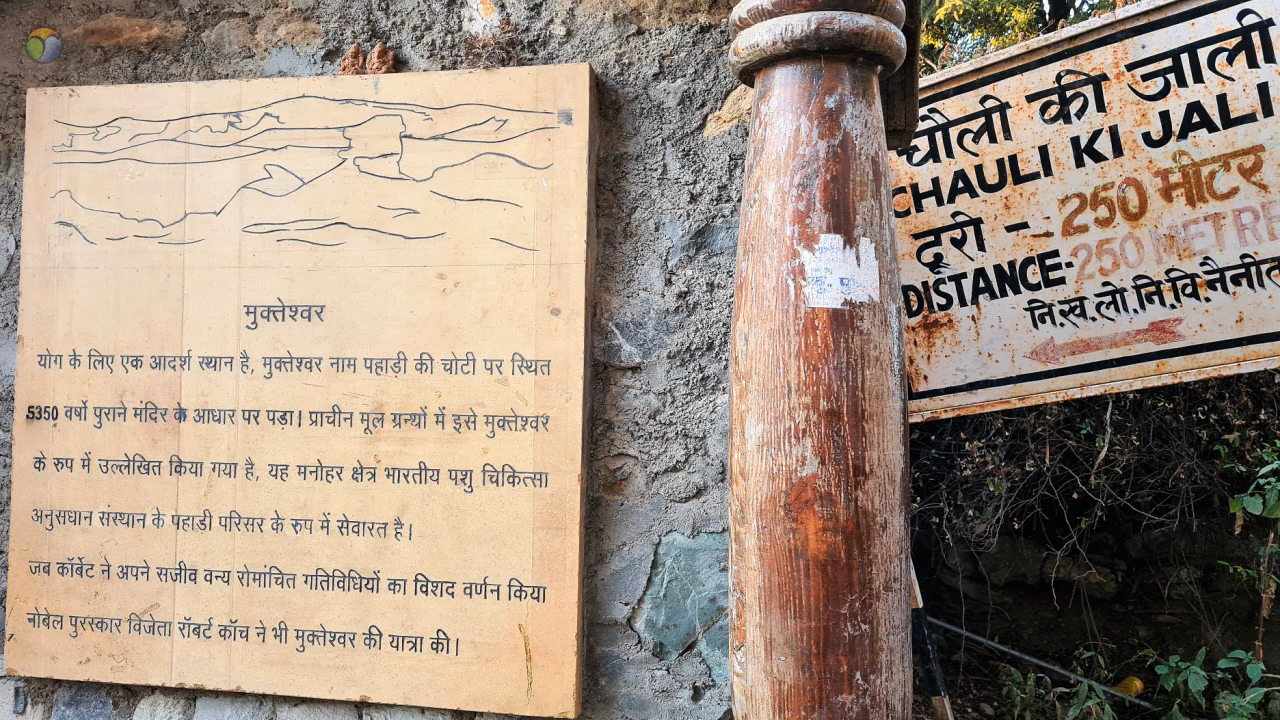 मुक्तेश्वर
योग के लिए एक आदर्श स्थान है, मुक्तेश्वर नाम पहाड़ी की चोटी पर स्थित
5350 वर्षो पुराने मंदिर के आधार पर पड़ा। प्राचीन मूल ग्रन्थों में इसे मुक्तेश्वर
के रुप में उल्लेखित किया गया है, यह मनोहर क्षेत्र भारतीय पशु चिकित्सा
अनुसधान संस्थान के पहाड़ी परिसर के रुप में सेवारत है।
जब कॉर्बेट ने अपने सजीव वन्य रोमांचित गतिविधियों का विशद वर्णन किया
नोबेल पुरस्कार विजेता रॉबर्ट कॉच ने भी मुक्तेश्वर की यात्रा की।
चौली की जाली
CHAULI KI JALI
दूरी - 250 मीटर
DISTANCE-250 METRE
नि.ख.लो.नि.वि.नैनीत